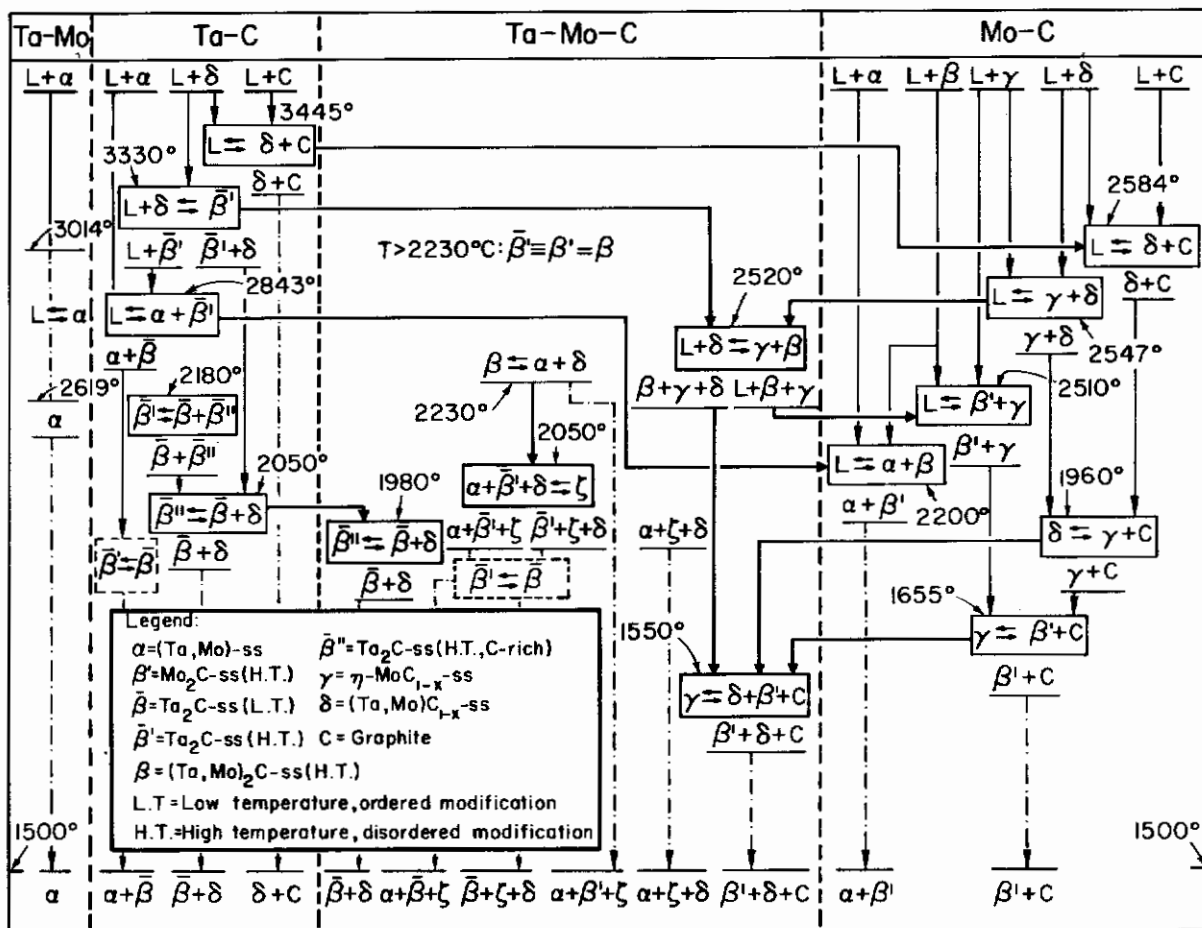 Ta-Mo Ta-C Ta-Mo-C Mo-C
L+α L+α L+δ L+C L+α L+β L+γ L+δ L+C
3445°
L ⇆ δ+C
3330°
δ+C
2584°
L+δ ⇆ β̄'
3014°
L+β̄' β̄'+δ
T>2230°C: β̄'≡β'=β
L ⇆ δ+C
2843°
2520°
L ⇆ γ+δ
δ+C
L⇆α
L⇆α+β̄'
L+δ ⇆ γ+β
γ+δ
2547°
α+β̄
β ⇆ α+δ
2619°
2180°
2230°
β+γ+δ L+β+γ
2510°
α
β̄'⇆β̄+β̄"
L⇆β'+γ
β̄+β̄"
2050°
2050°
β'+γ
L⇆α+β
1960°
β̄"⇆β̄+δ
1980°
α+β̄'+δ⇆ζ
α+β'
2200°
β̄"⇆β̄+δ
α+β̄'+ζ β̄'+ζ+δ α+ζ+δ
δ ⇆ γ+C
β̄'⇆β̄
β̄+δ
β̄+δ
β̄' ⇆ β̄
γ+C
1655°
1550°
γ ⇆ β'+C
Legend:
α=(Ta,Mo)-ss β̄"=Ta₂C-ss(H.T.,C-rich)
β'=Mo₂C-ss(H.T.) γ=η-MoC₁₋ₓ-ss
β̄=Ta₂C-ss(L.T.) δ=(Ta,Mo)C₁₋ₓ-ss
β̄'=Ta₂C-ss(H.T.) C=Graphite
β=(Ta,Mo)₂C-ss(H.T.)
L.T=Low temperature,ordered modification
H.T.=High temperature,disordered modification
γ⇆δ+β'+C
β'+C
β'+δ+C
1500° 1500°
α α+β̄ β̄+δ δ+C β̄+δ α+β̄+ζ β̄+ζ+δ α+β̄'+ζ α+ζ+δ β'+δ+C α+β' β'+C